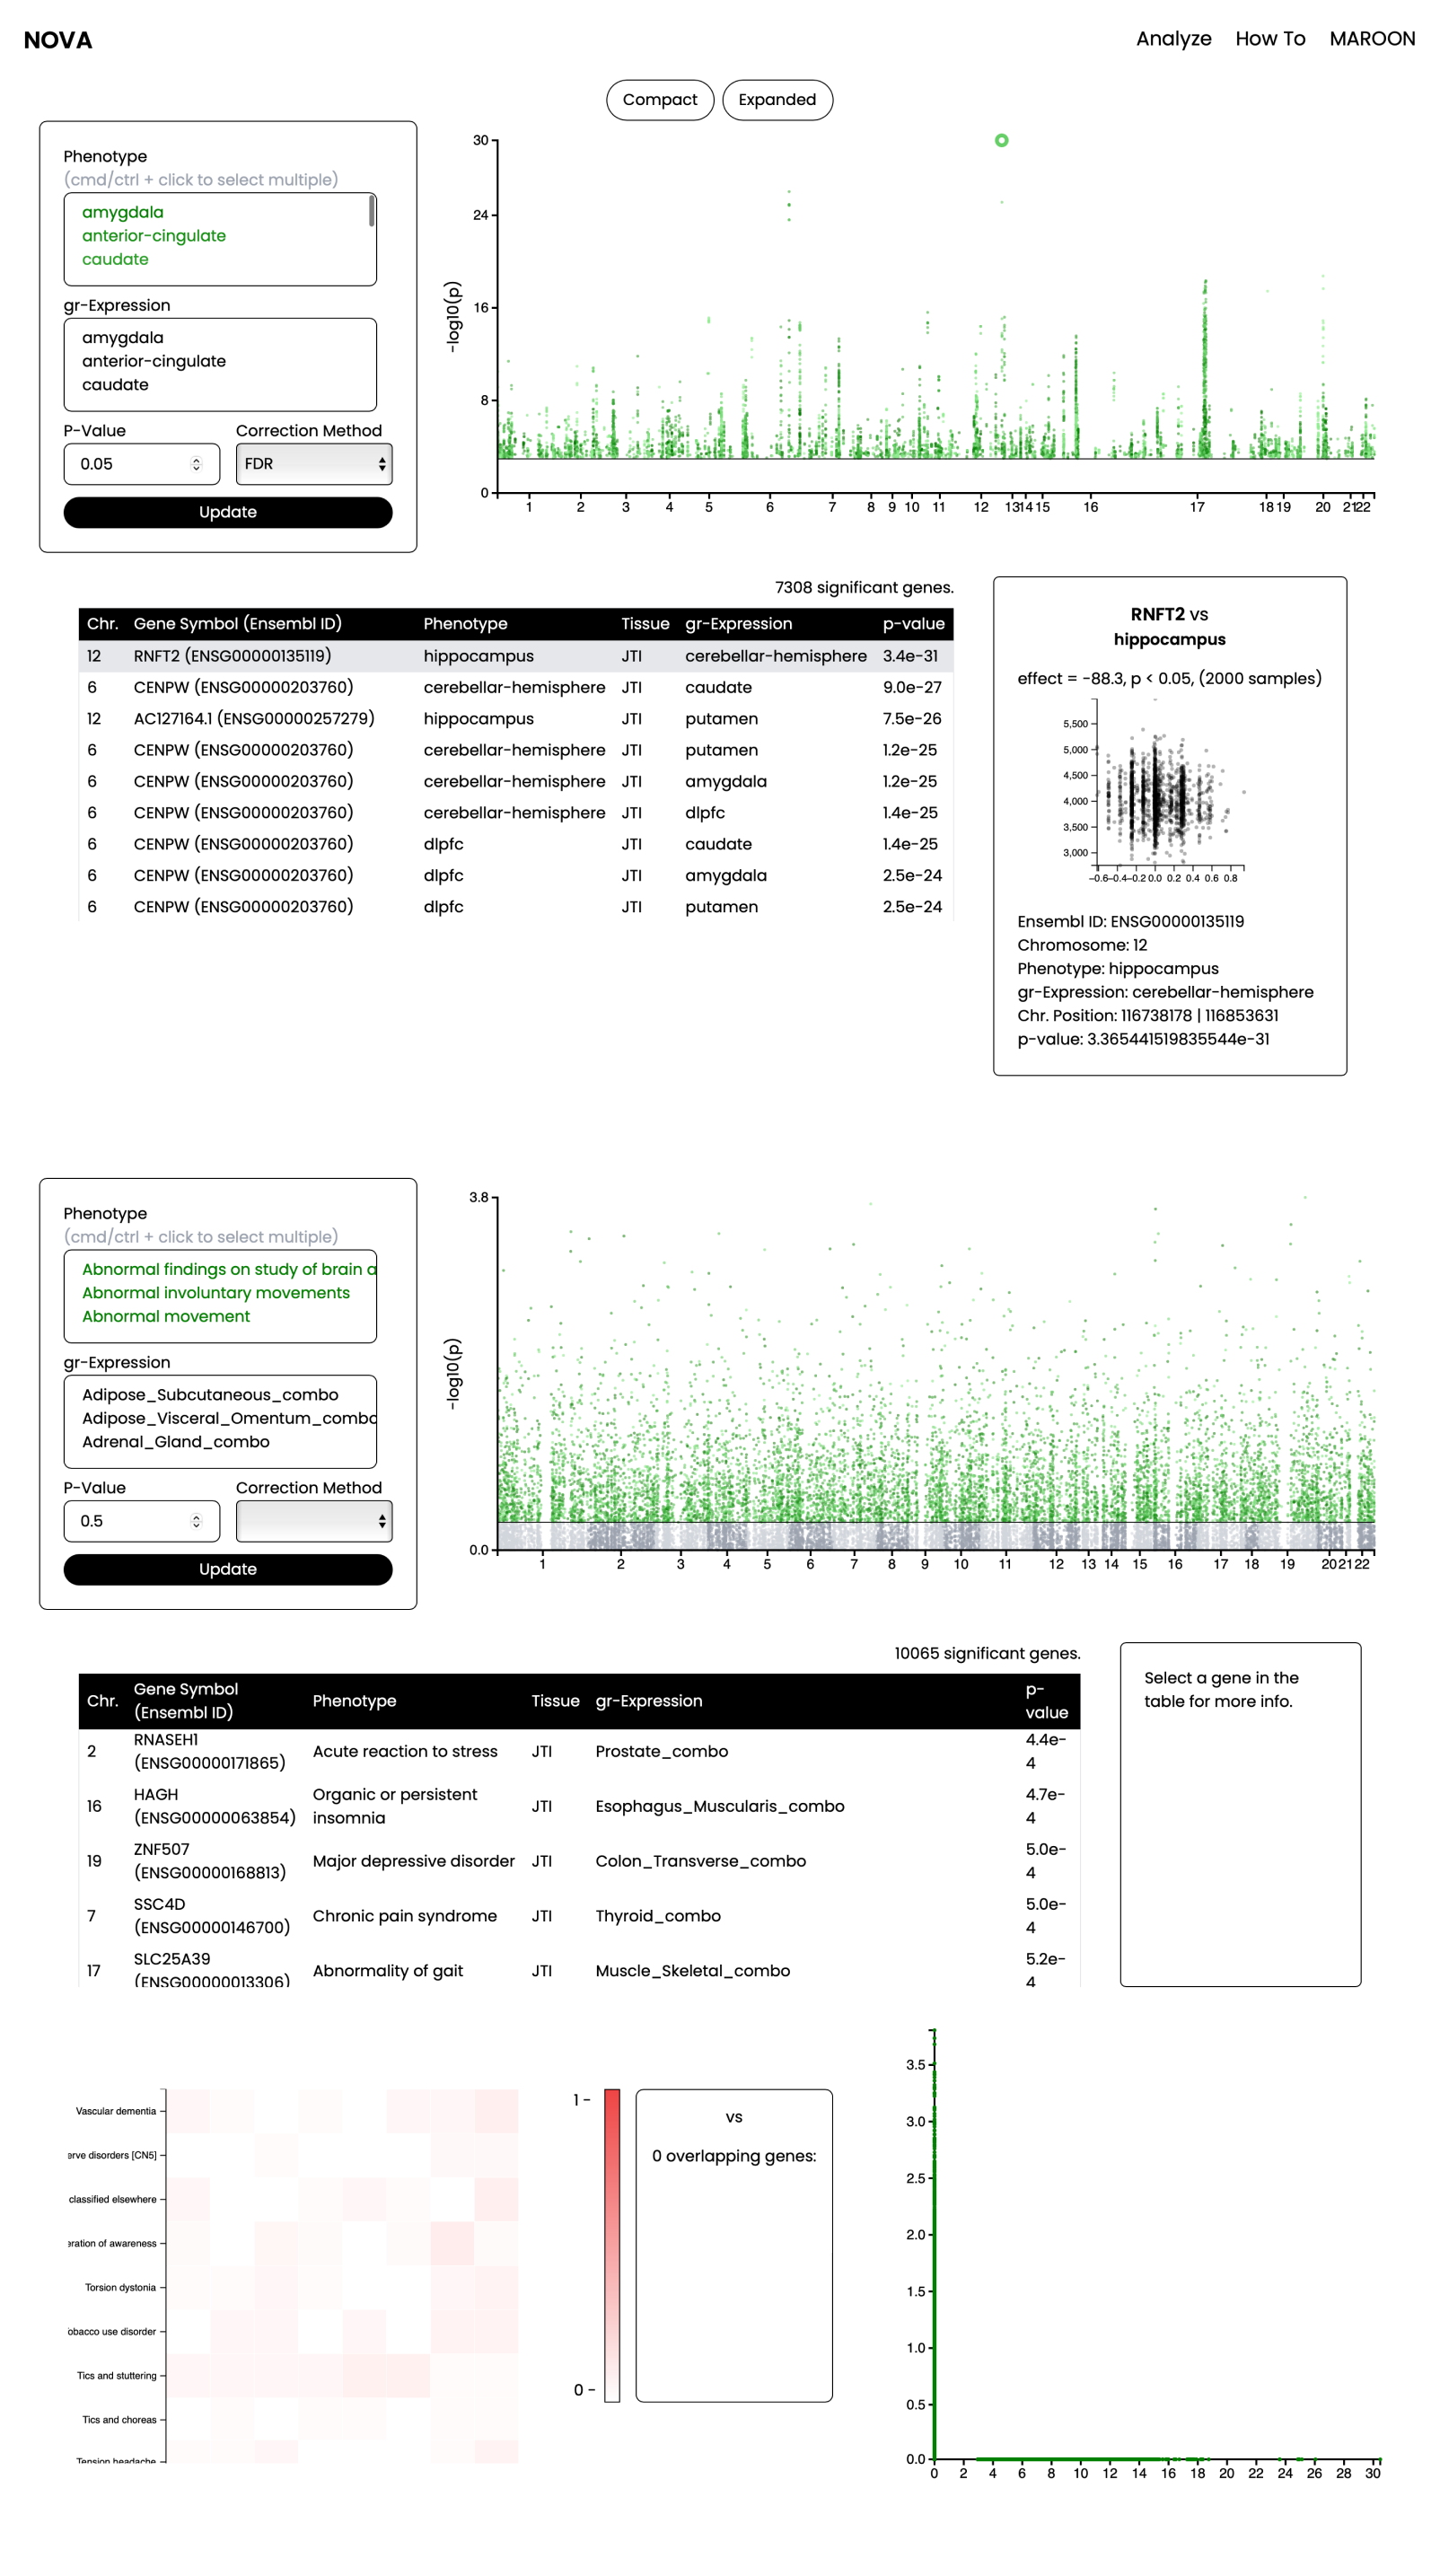 NOVA
Analyze How To MAROON
Compact Expanded
Phenotype
(cmd/ctrl + click to select multiple)
amygdala
anterior-cingulate
caudate
gr-Expression
amygdala
anterior-cingulate
caudate
P-Value Correction Method
0.05 FDR
Update
30
24
16
8
0
-log10(p)
1 2 3 4 5 6 7 8 9 10 11 12 13 14 15 16 17 18 19 20 21 22
7308 significant genes.
Chr. Gene Symbol (Ensembl ID) Phenotype Tissue gr-Expression p-value
12 RNFT2 (ENSG00000135119) hippocampus JTI cerebellar-hemisphere 3.4e-31
6 CENPW (ENSG00000203760) cerebellar-hemisphere JTI caudate 9.0e-27
12 AC127164.1 (ENSG00000257279) hippocampus JTI putamen 7.5e-26
6 CENPW (ENSG00000203760) cerebellar-hemisphere JTI putamen 1.2e-25
6 CENPW (ENSG00000203760) cerebellar-hemisphere JTI amygdala 1.2e-25
6 CENPW (ENSG00000203760) cerebellar-hemisphere JTI dlpfc 1.4e-25
6 CENPW (ENSG00000203760) dlpfc JTI caudate 1.4e-25
6 CENPW (ENSG00000203760) dlpfc JTI amygdala 2.5e-24
6 CENPW (ENSG00000203760) dlpfc JTI putamen 2.5e-24
RNFT2 vs
hippocampus
effect = -88.3, p < 0.05, (2000 samples)
5,500
5,000
4,500
4,000
3,500
3,000
-0.6 -0.4 -0.2 0.0 0.2 0.4 0.6 0.8
Ensembl ID: ENSG00000135119
Chromosome: 12
Phenotype: hippocampus
gr-Expression: cerebellar-hemisphere
Chr. Position: 116738178 | 116853631
p-value: 3.365441519835544e-31
Phenotype
(cmd/ctrl + click to select multiple)
Abnormal findings on study of brain a
Abnormal involuntary movements
Abnormal movement
gr-Expression
Adipose_Subcutaneous_combo
Adipose_Visceral_Omentum_combo
Adrenal_Gland_combo
P-Value Correction Method
0.5
Update
3.8
0.0
-log10(p)
1 2 3 4 5 6 7 8 9 10 11 12 13 14 15 16 17 18 19 20 21 22
10065 significant genes.
Chr. Gene Symbol (Ensembl ID) Phenotype Tissue gr-Expression p-value
2 RNASEH1 (ENSG00000171865) Acute reaction to stress JTI Prostate_combo 4.4e-4
16 HAGH (ENSG00000063854) Organic or persistent insomnia JTI Esophagus_Muscularis_combo 4.7e-4
19 ZNF507 (ENSG00000168813) Major depressive disorder JTI Colon_Transverse_combo 5.0e-4
7 SSC4D (ENSG00000146700) Chronic pain syndrome JTI Thyroid_combo 5.0e-4
17 SLC25A39 (ENSG00000013306) Abnormality of gait JTI Muscle_Skeletal_combo 5.2e-4
Select a gene in the
table for more info.
Vascular dementia
erve disorders [CN5]
classified elsewhere
eration of awareness
Torsion dystonia
obacco use disorder
Tics and stuttering
Tics and choreas
Tension headache
1
0
vs
0 overlapping genes:
3.5
3.0
2.5
2.0
1.5
1.0
0.5
0.0
0 2 4 6 8 10 12 14 16 18 20 22 24 26 28 30